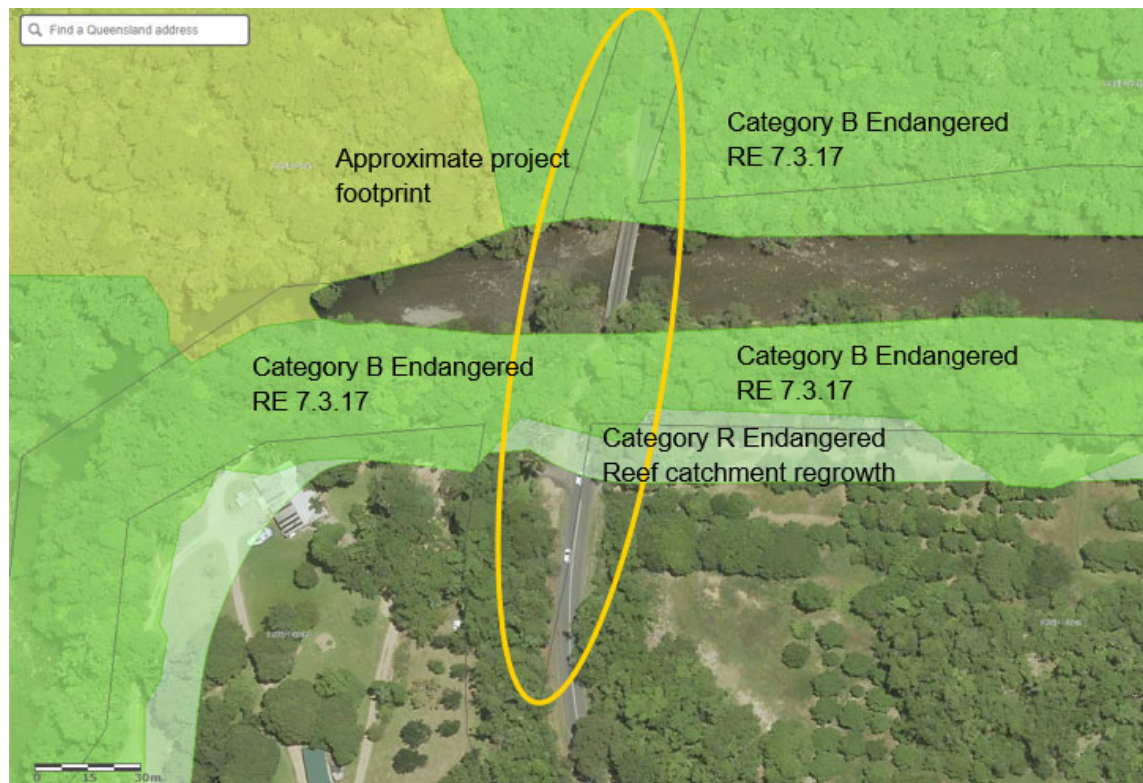 Find a Queensland address
Category B Endangered
RE 7.3.17
Approximate project
footprint
Category B Endangered
RE 7.3.17
Category B Endangered
RE 7.3.17
Category R Endangered
Reef catchment regrowth
0 15 30m